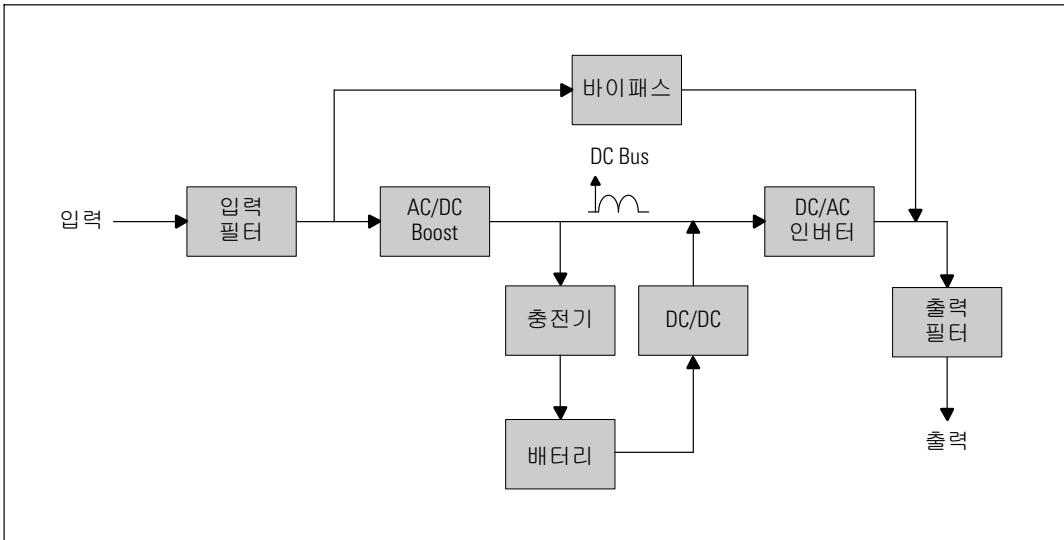 바이패스
DC Bus
입력
입력
필터
AC/DC
Boost
DC/AC
인버터
충전기
DC/DC
출력
필터
배터리
출력